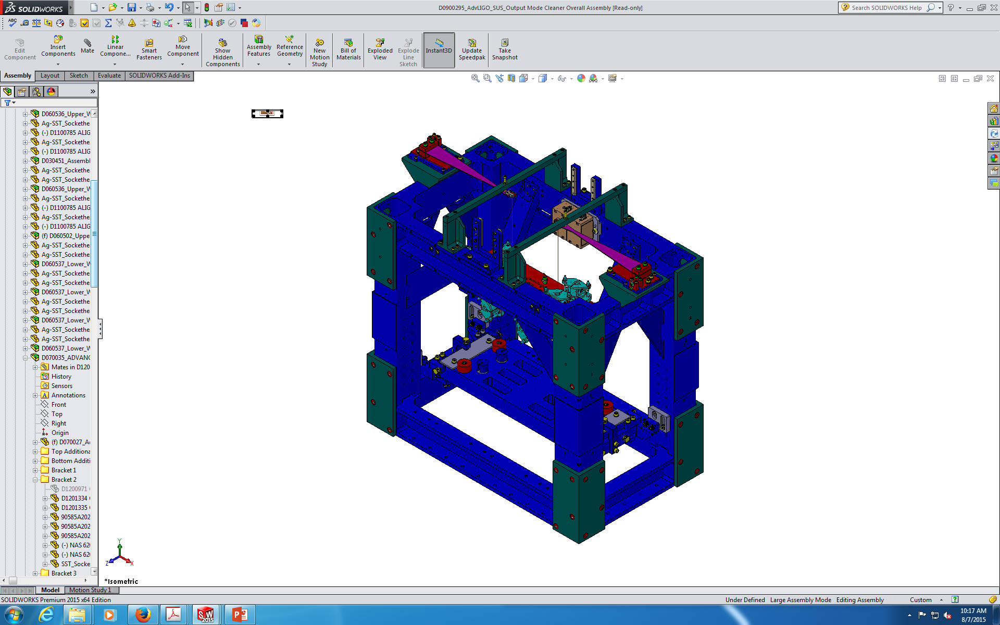 SOLIDWORKS
D0900295_AdvLIGO_SUS_Output Mode Cleaner Overall Assembly [Read-only]
Search SOLIDWORKS Help
ABC
Edit Component
Insert Components
Mate
Linear Compone...
Smart Fasteners
Move Component
Show Hidden Components
Assembly Features
Reference Geometry
New Motion Study
Bill of Materials
Exploded View
Explode Line Sketch
Instant3D
Update Speedpak
Take Snapshot
Assembly Layout Sketch Evaluate SOLIDWORKS Add-Ins
D060536_Upper_W
Ag-SST_Sockethe
(-) D1100785 ALIG
Ag-SST_Sockethe
(-) D1100785 ALIG
D030451_Assembl
Ag-SST_Sockethe
Ag-SST_Sockethe
D060536_Upper_W
Ag-SST_Sockethe
(-) D1100785 ALIG
Ag-SST_Sockethe
(-) D1100785 ALIG
(f) D060502_Uppe
Ag-SST_Sockethe
Ag-SST_Sockethe
D060537_Lower_W
Ag-SST_Sockethe
Ag-SST_Sockethe
D060537_Lower_W
Ag-SST_Sockethe
Ag-SST_Sockethe
D060537_Lower_W
Ag-SST_Sockethe
Ag-SST_Sockethe
D060537_Lower_W
D070035_ADVANC
Mates in D120
History
Sensors
Annotations
Front
Top
Right
Origin
(f) D070027_A
Top Additiona
Bottom Additi
Bracket 1
Bracket 2
D1200971
D1201334
D1201335
90585A202
90585A202
90585A202
(-) NAS 620
(-) NAS 620
SST_Socke
Bracket 3
Y
Z X
*Isometric
Model Motion Study 1
SOLIDWORKS Premium 2015 x64 Edition
Under Defined Large Assembly Mode Editing Assembly Custom
SW 2015
10:17 AM
8/7/2015